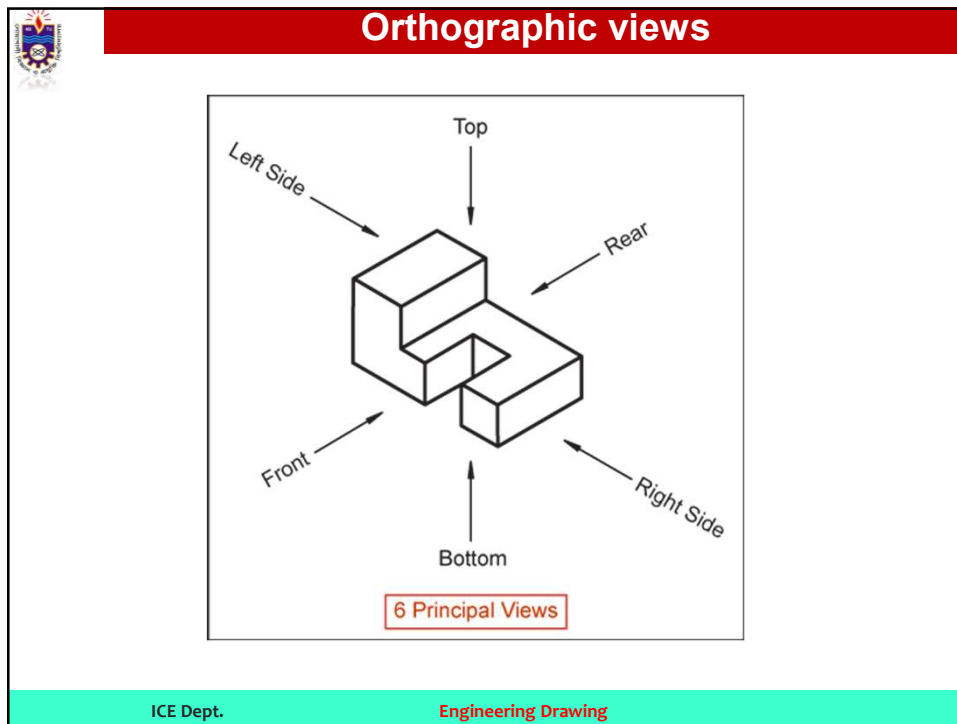 Orthographic views
Top
Left Side
Rear
Front
Right Side
Bottom
6 Principal Views
ICE Dept. Engineering Drawing